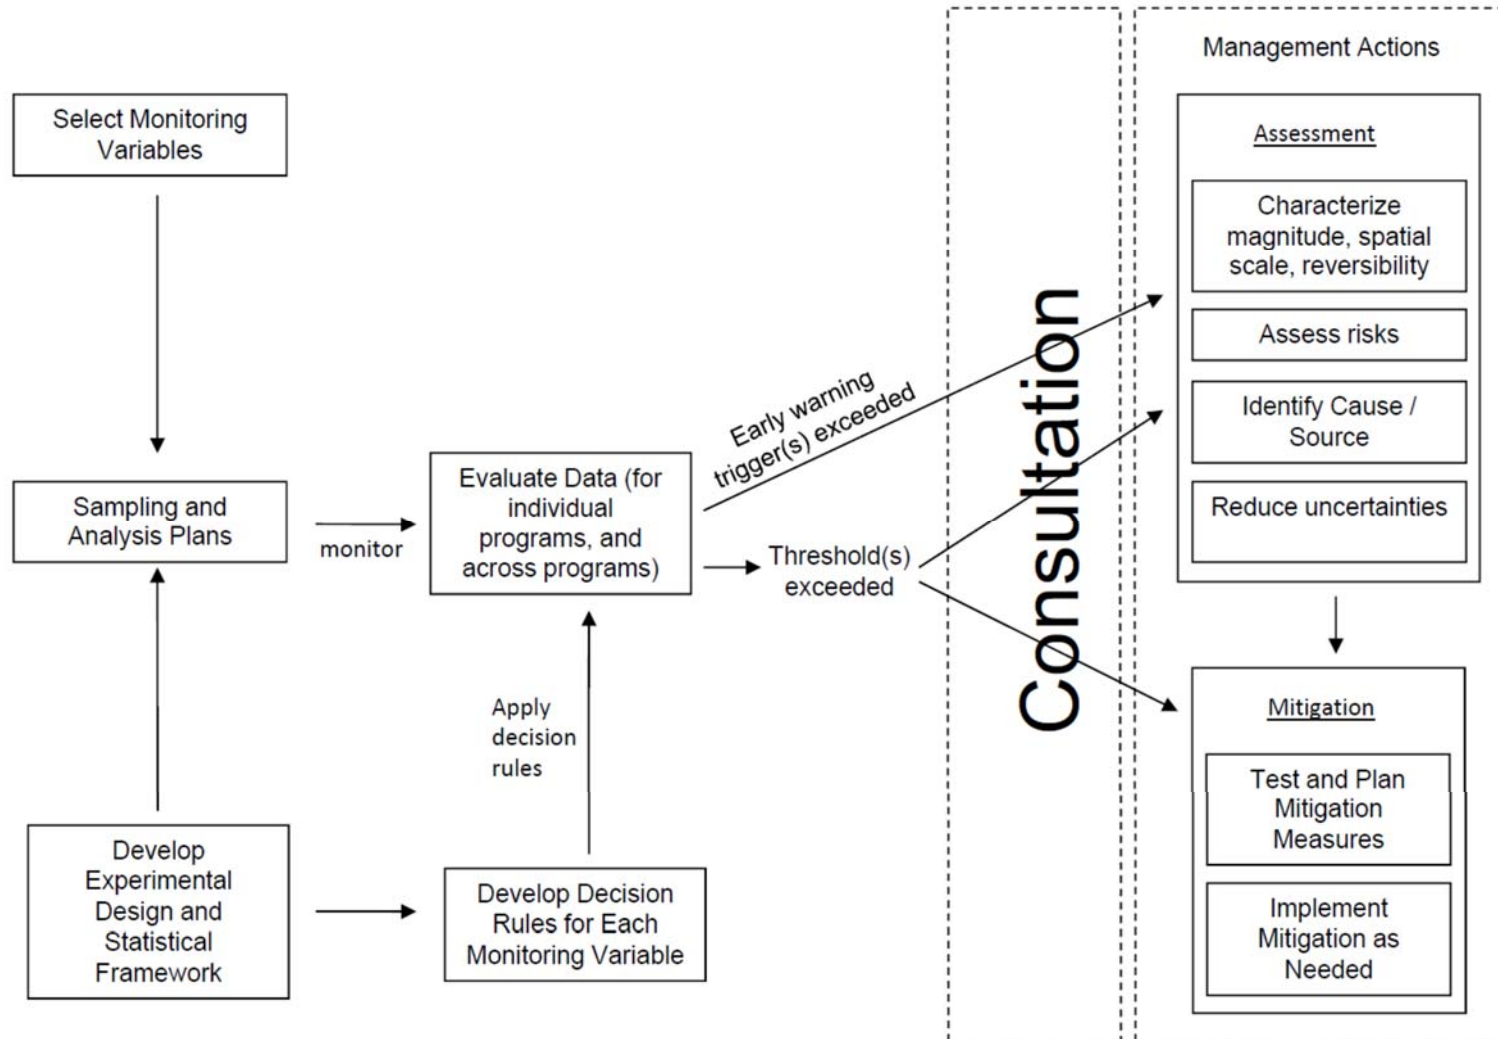 Select Monitoring
Variables
Sampling and
Analysis Plans
monitor
Develop
Experimental
Design and
Statistical
Framework
Evaluate Data (for
individual
programs, and
across programs)
Apply
decision
rules
Develop Decision
Rules for Each
Monitoring Variable
Early warning
trigger(s) exceeded
Threshold(s)
exceeded
Consultation
Management Actions
Assessment
Characterize
magnitude, spatial
scale, reversibility
Assess risks
Identify Cause /
Source
Reduce uncertainties
Mitigation
Test and Plan
Mitigation
Measures
Implement
Mitigation as
Needed